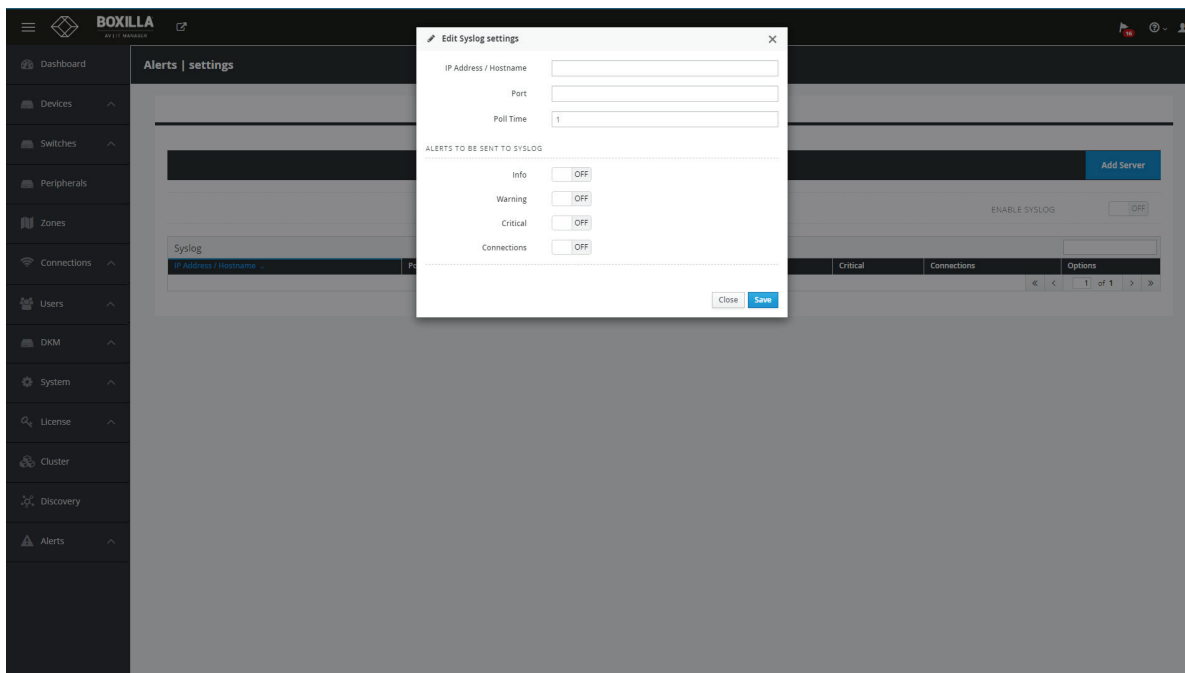 BOXILLA
AV | IT MANAGER
16
Dashboard
Devices
Switches
Peripherals
Zones
Connections
Users
DKM
System
License
Cluster
Discovery
Alerts
Alerts | settings
Edit Syslog settings
IP Address / Hostname
Port
Poll Time 1
ALERTS TO BE SENT TO SYSLOG
Info OFF
Warning OFF
Critical OFF
Connections OFF
Close Save
Add Server
ENABLE SYSLOG OFF
Syslog
IP Address / Hostname Critical Connections Options
1 of 1